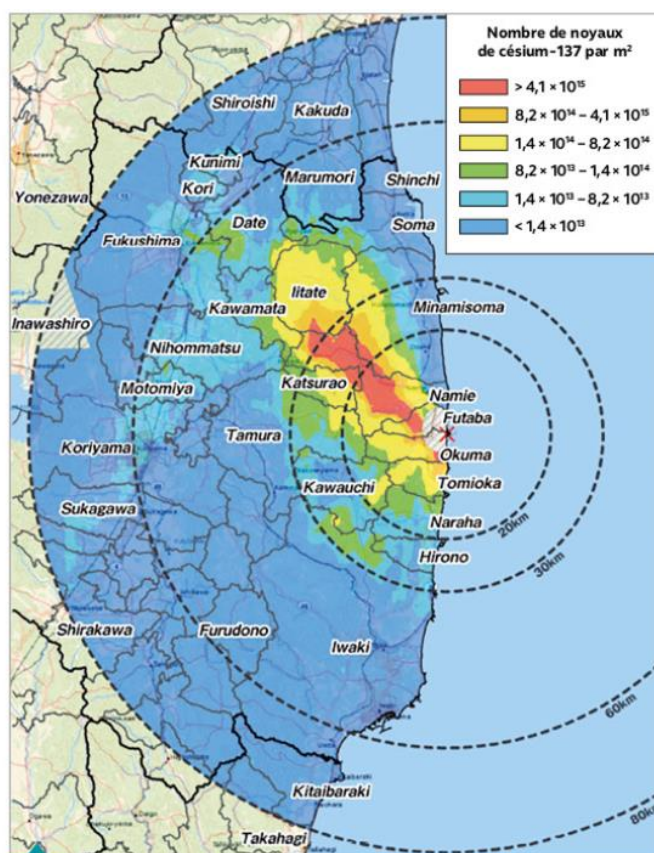 Nombre de noyaux
de césium-137 par m²
> 4,1 × 10¹⁵
8,2 × 10¹⁴ – 4,1 × 10¹⁵
1,4 × 10¹⁴ – 8,2 × 10¹⁴
8,2 × 10¹³ – 1,4 × 10¹⁴
1,4 × 10¹³ – 8,2 × 10¹³
< 1,4 × 10¹³
Shiroishi
Kakuda
Kunimi
Kori
Marumori
Shinchi
Yonezawa
Date
Soma
Fukushima
Iitate
Inawashiro
Kawamata
Minamisoma
Nihommatsu
Motomiya
Katsurao
Namie
Futaba
Koriyama
Tamura
Okuma
Kawauchi
Tomioka
Sukagawa
Naraha
20km
Hirono
30km
Shirakawa
Furudono
Iwaki
60km
Kitaibaraki
80km
Takahagi